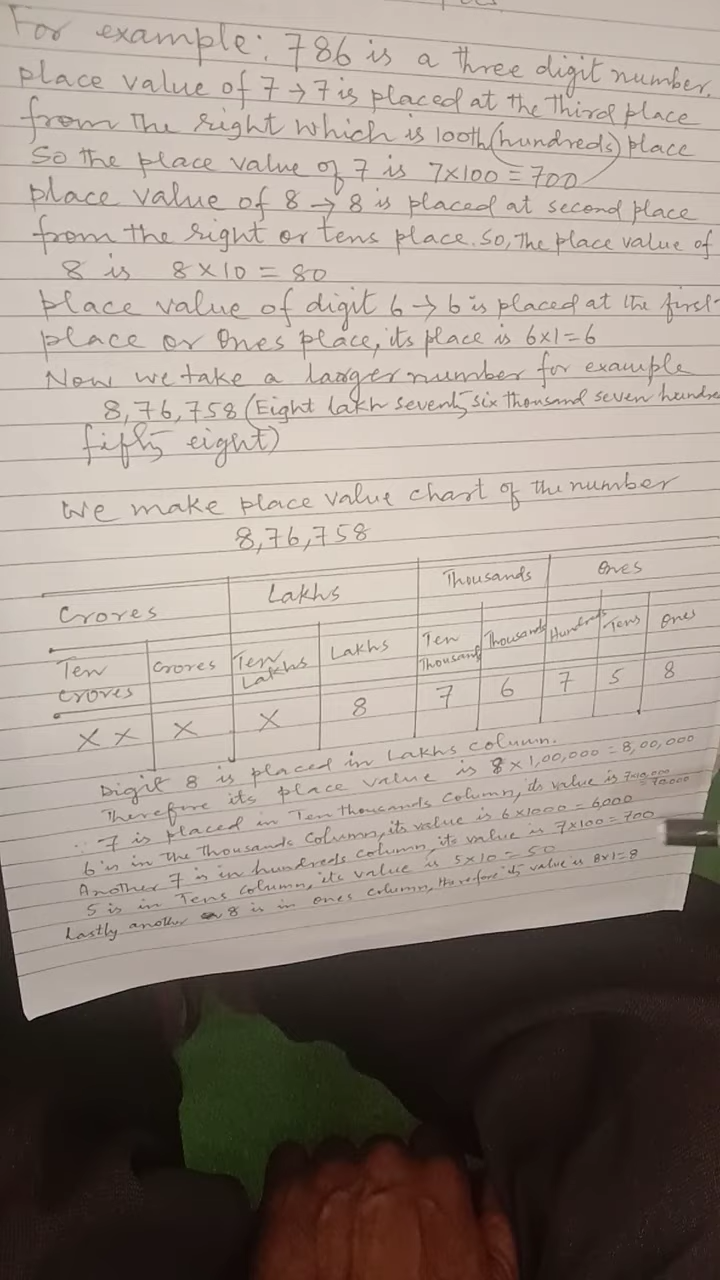 For example: 786 is a three digit number.
place value of 7 → 7 is placed at the third place
from the right which is 100th (hundreds) place
So the place value of 7 is 7×100 = 700
place value of 8 → 8 is placed at second place
from the right or tens place. So, the place value of
8 is 8×10 = 80
place value of digit 6 → 6 is placed at the first
place or ones place, its place is 6×1=6
Now we take a larger number for example
8,76,758 (Eight lakh seventy six thousand seven hundre
fifty eight)
We make place value chart of the number
8,76,758
Crores Lakhs Thousands Ones
Ten Crores Crores Ten Lakhs Lakhs Ten Thousand Thousands Hundreds Tens Ones
X X X X 8 7 6 7 5 8
Digit 8 is placed in Lakhs column.
Therefore its place value is 8×1,00,000 = 8,00,000
∵ 7 is placed in Ten thousands column, its value is 7×10,000 = 70,000
6 is in the thousands column, its value is 6×1000 = 6,000
Another 7 is in hundreds column, its value is 7×100 = 700
5 is in Tens column, its value is 5×10 = 50
Lastly another 8 is in ones column, therefore its value is 8×1=8